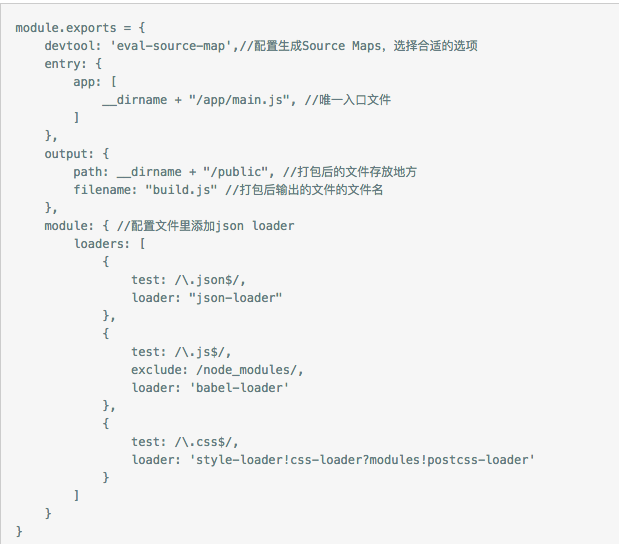 module.exports = {
    devtool: 'eval-source-map',//配置生成Source Maps，选择合适的选项
    entry: {
        app: [
            __dirname + "/app/main.js", //唯一入口文件
        ]
    },
    output: {
        path: __dirname + "/public", //打包后的文件存放地方
        filename: "build.js" //打包后输出的文件的文件名
    },
    module: { //配置文件里添加json loader
        loaders: [
            {
                test: /\.json$/,
                loader: "json-loader"
            },
            {
                test: /\.js$/,
                exclude: /node_modules/,
                loader: 'babel-loader'
            },
            {
                test: /\.css$/,
                loader: 'style-loader!css-loader?modules!postcss-loader'
            }
        ]
    }
}